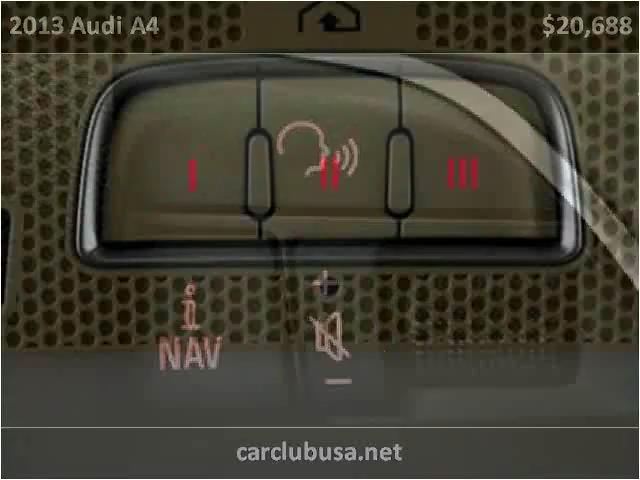 2013 Audi A4 $20,688
I II III
i
NAV
carclubusa.net